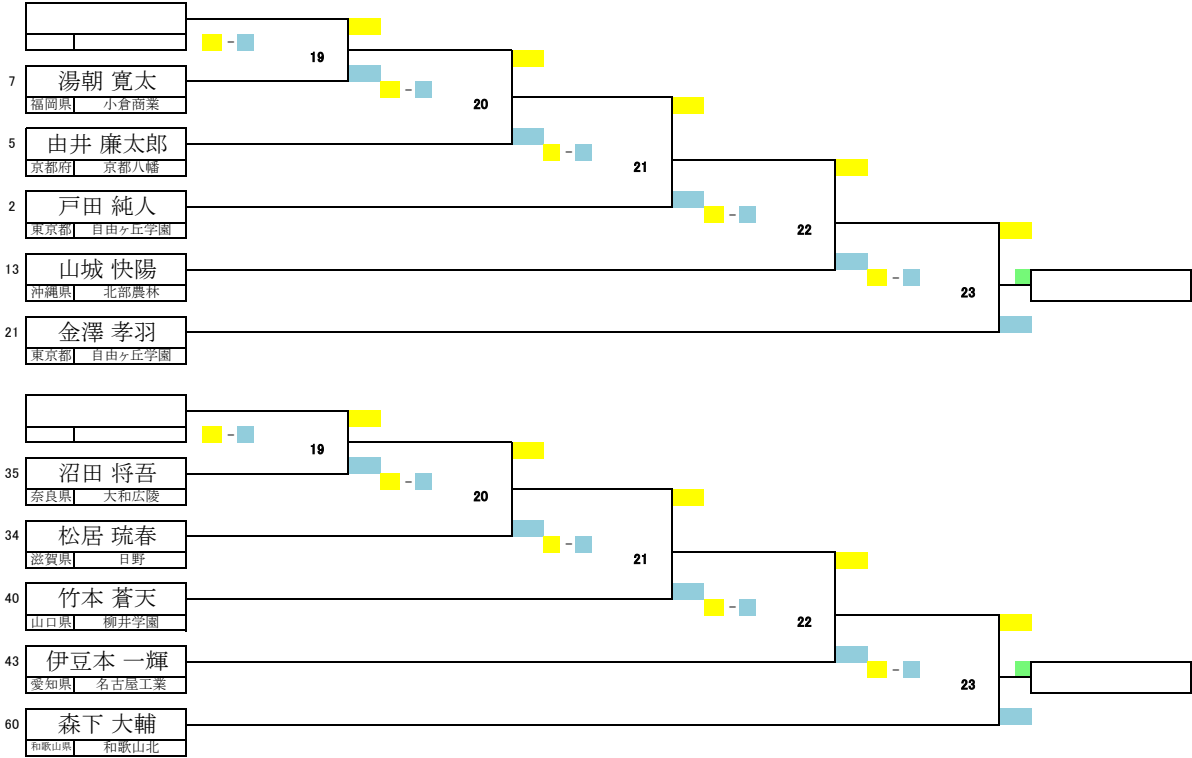 -
19
7
湯朝 寛太
福岡県 小倉商業
-
20
5
由井 廉太郎
京都府 京都八幡
-
21
2
戸田 純人
東京都 自由ヶ丘学園
-
22
13
山城 快陽
沖縄県 北部農林
-
23
21
金澤 孝羽
東京都 自由ヶ丘学園
-
19
35
沼田 将吾
奈良県 大和広陵
-
20
34
松居 琉春
滋賀県 日野
-
21
40
竹本 蒼天
山口県 柳井学園
-
22
43
伊豆本 一輝
愛知県 名古屋工業
-
23
60
森下 大輔
和歌山県 和歌山北